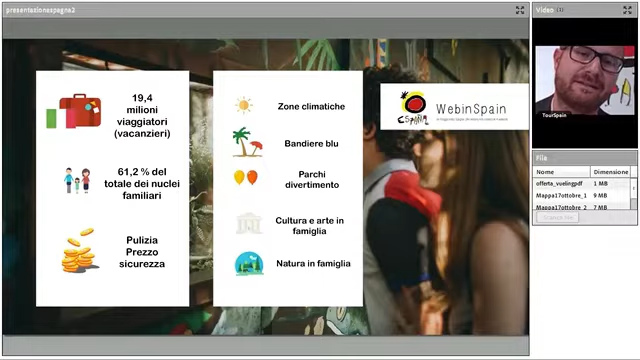 presentazionespagna2
19,4
milioni
viaggiatori
(vacanzieri)
61,2 % del
totale dei nuclei
familiari
Pulizia
Prezzo
sicurezza
Zone climatiche
Bandiere blu
Parchi
divertimento
Cultura e arte in
famiglia
Natura in famiglia
WebinSpain
ESPAÑA
Video
TourSpain
File
Nome Dimensione
offerta_vuelingpdf 1 MB
Mappa17ottobre_1 9 MB
Mappa17ottobre_2 7 MB